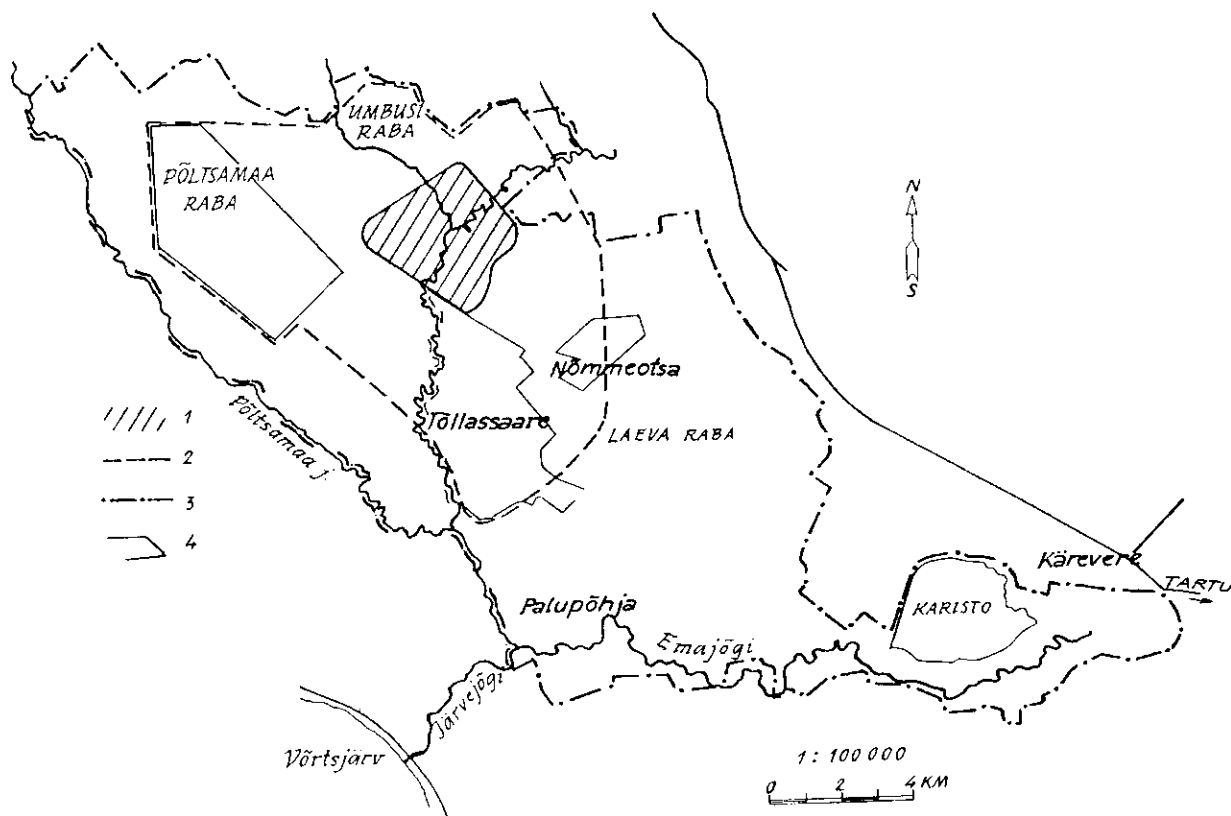 UMBUSI
RABA
PÕLTSAMAA
RABA
N
S
Nõmmeotsa
Tõllassaare
LAEVA RABA
Põltsamaa j.
1
2
3
4
Kärevere
TARTU
KARISTO
Palupõhja
Emajõgi
Järvejõgi
Võrtsjärv
1 : 100 000
0 2 4 KM